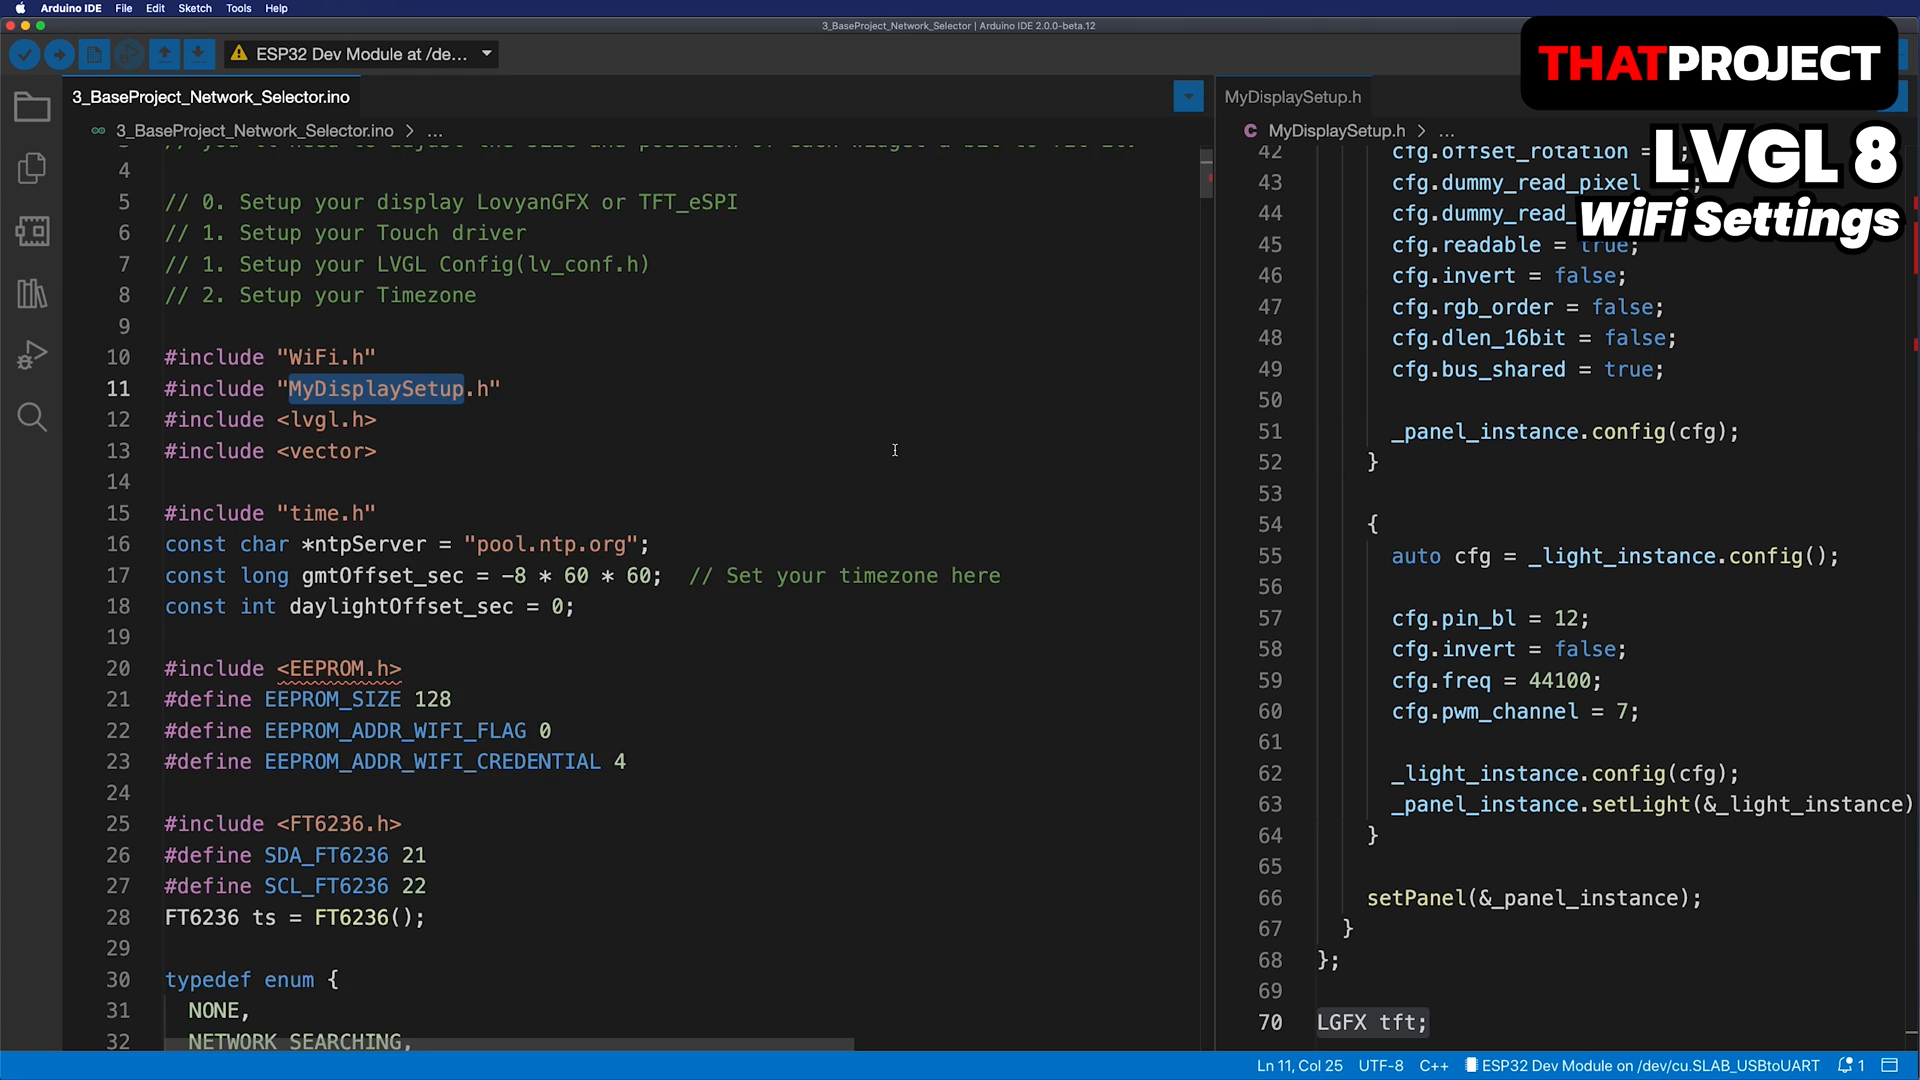 Arduino IDE File Edit Sketch Tools Help
3_BaseProject_Network_Selector | Arduino IDE 2.0.0-beta.12
ESP32 Dev Module at /de...
THATPROJECT
LVGL 8
WiFi Settings
3_BaseProject_Network_Selector.ino
3_BaseProject_Network_Selector.ino > ...
4
5 // 0. Setup your display LovyanGFX or TFT_eSPI
6 // 1. Setup your Touch driver
7 // 1. Setup your LVGL Config(lv_conf.h)
8 // 2. Setup your Timezone
9
10 #include "WiFi.h"
11 #include "MyDisplaySetup.h"
12 #include <lvgl.h>
13 #include <vector>
14
15 #include "time.h"
16 const char *ntpServer = "pool.ntp.org";
17 const long gmtOffset_sec = -8 * 60 * 60; // Set your timezone here
18 const int daylightOffset_sec = 0;
19
20 #include <EEPROM.h>
21 #define EEPROM_SIZE 128
22 #define EEPROM_ADDR_WIFI_FLAG 0
23 #define EEPROM_ADDR_WIFI_CREDENTIAL 4
24
25 #include <FT6236.h>
26 #define SDA_FT6236 21
27 #define SCL_FT6236 22
28 FT6236 ts = FT6236();
29
30 typedef enum {
31 NONE,
32 NETWORK_SEARCHING,
MyDisplaySetup.h
C MyDisplaySetup.h > ...
42 cfg.offset_rotation =
43 cfg.dummy_read_pixel
44 cfg.dummy_read_
45 cfg.readable = true;
46 cfg.invert = false;
47 cfg.rgb_order = false;
48 cfg.dlen_16bit = false;
49 cfg.bus_shared = true;
50
51 _panel_instance.config(cfg);
52 }
53
54 {
55 auto cfg = _light_instance.config();
56
57 cfg.pin_bl = 12;
58 cfg.invert = false;
59 cfg.freq = 44100;
60 cfg.pwm_channel = 7;
61
62 _light_instance.config(cfg);
63 _panel_instance.setLight(&_light_instance)
64 }
65
66 setPanel(&_panel_instance);
67 }
68 };
69
70 LGFX tft;
Ln 11, Col 25 UTF-8 C++ ESP32 Dev Module on /dev/cu.SLAB_USBtoUART 1